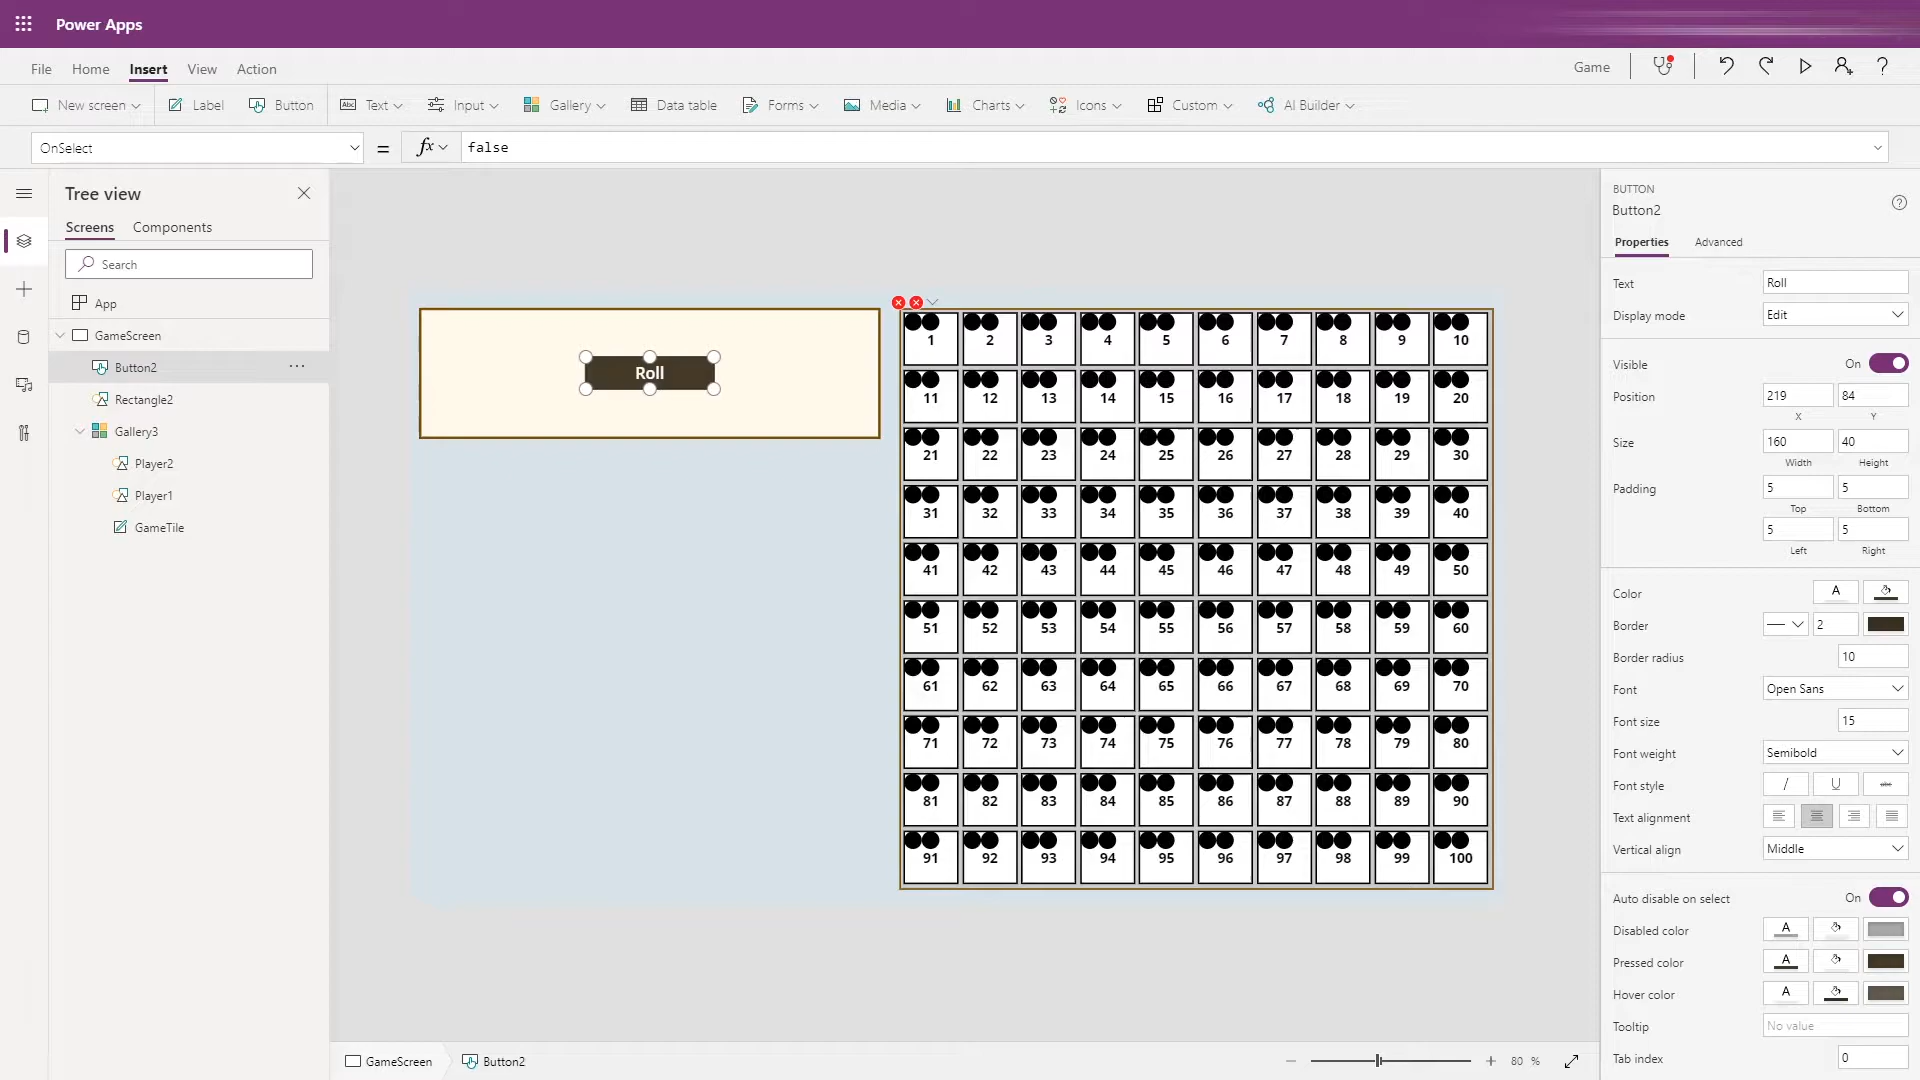 Power Apps
File Home Insert View Action Game
New screen Label Button Text Input Gallery Data table Forms Media Charts Icons Custom AI Builder
OnSelect = fx false
Tree view
Screens Components
Search
App
GameScreen
Button2
Rectangle2
Gallery3
Player2
Player1
GameTile
Roll
1 2 3 4 5 6 7 8 9 10
11 12 13 14 15 16 17 18 19 20
21 22 23 24 25 26 27 28 29 30
31 32 33 34 35 36 37 38 39 40
41 42 43 44 45 46 47 48 49 50
51 52 53 54 55 56 57 58 59 60
61 62 63 64 65 66 67 68 69 70
71 72 73 74 75 76 77 78 79 80
81 82 83 84 85 86 87 88 89 90
91 92 93 94 95 96 97 98 99 100
GameScreen Button2 80 %
BUTTON
Button2
Properties Advanced
Text Roll
Display mode Edit
Visible On
Position 219 84
X Y
Size 160 40
Width Height
Padding 5 5
Top Bottom
5 5
Left Right
Color A
Border 2
Border radius 10
Font Open Sans
Font size 15
Font weight Semibold
Font style / U abc
Text alignment
Vertical align Middle
Auto disable on select On
Disabled color A
Pressed color A
Hover color A
Tooltip No value
Tab index 0